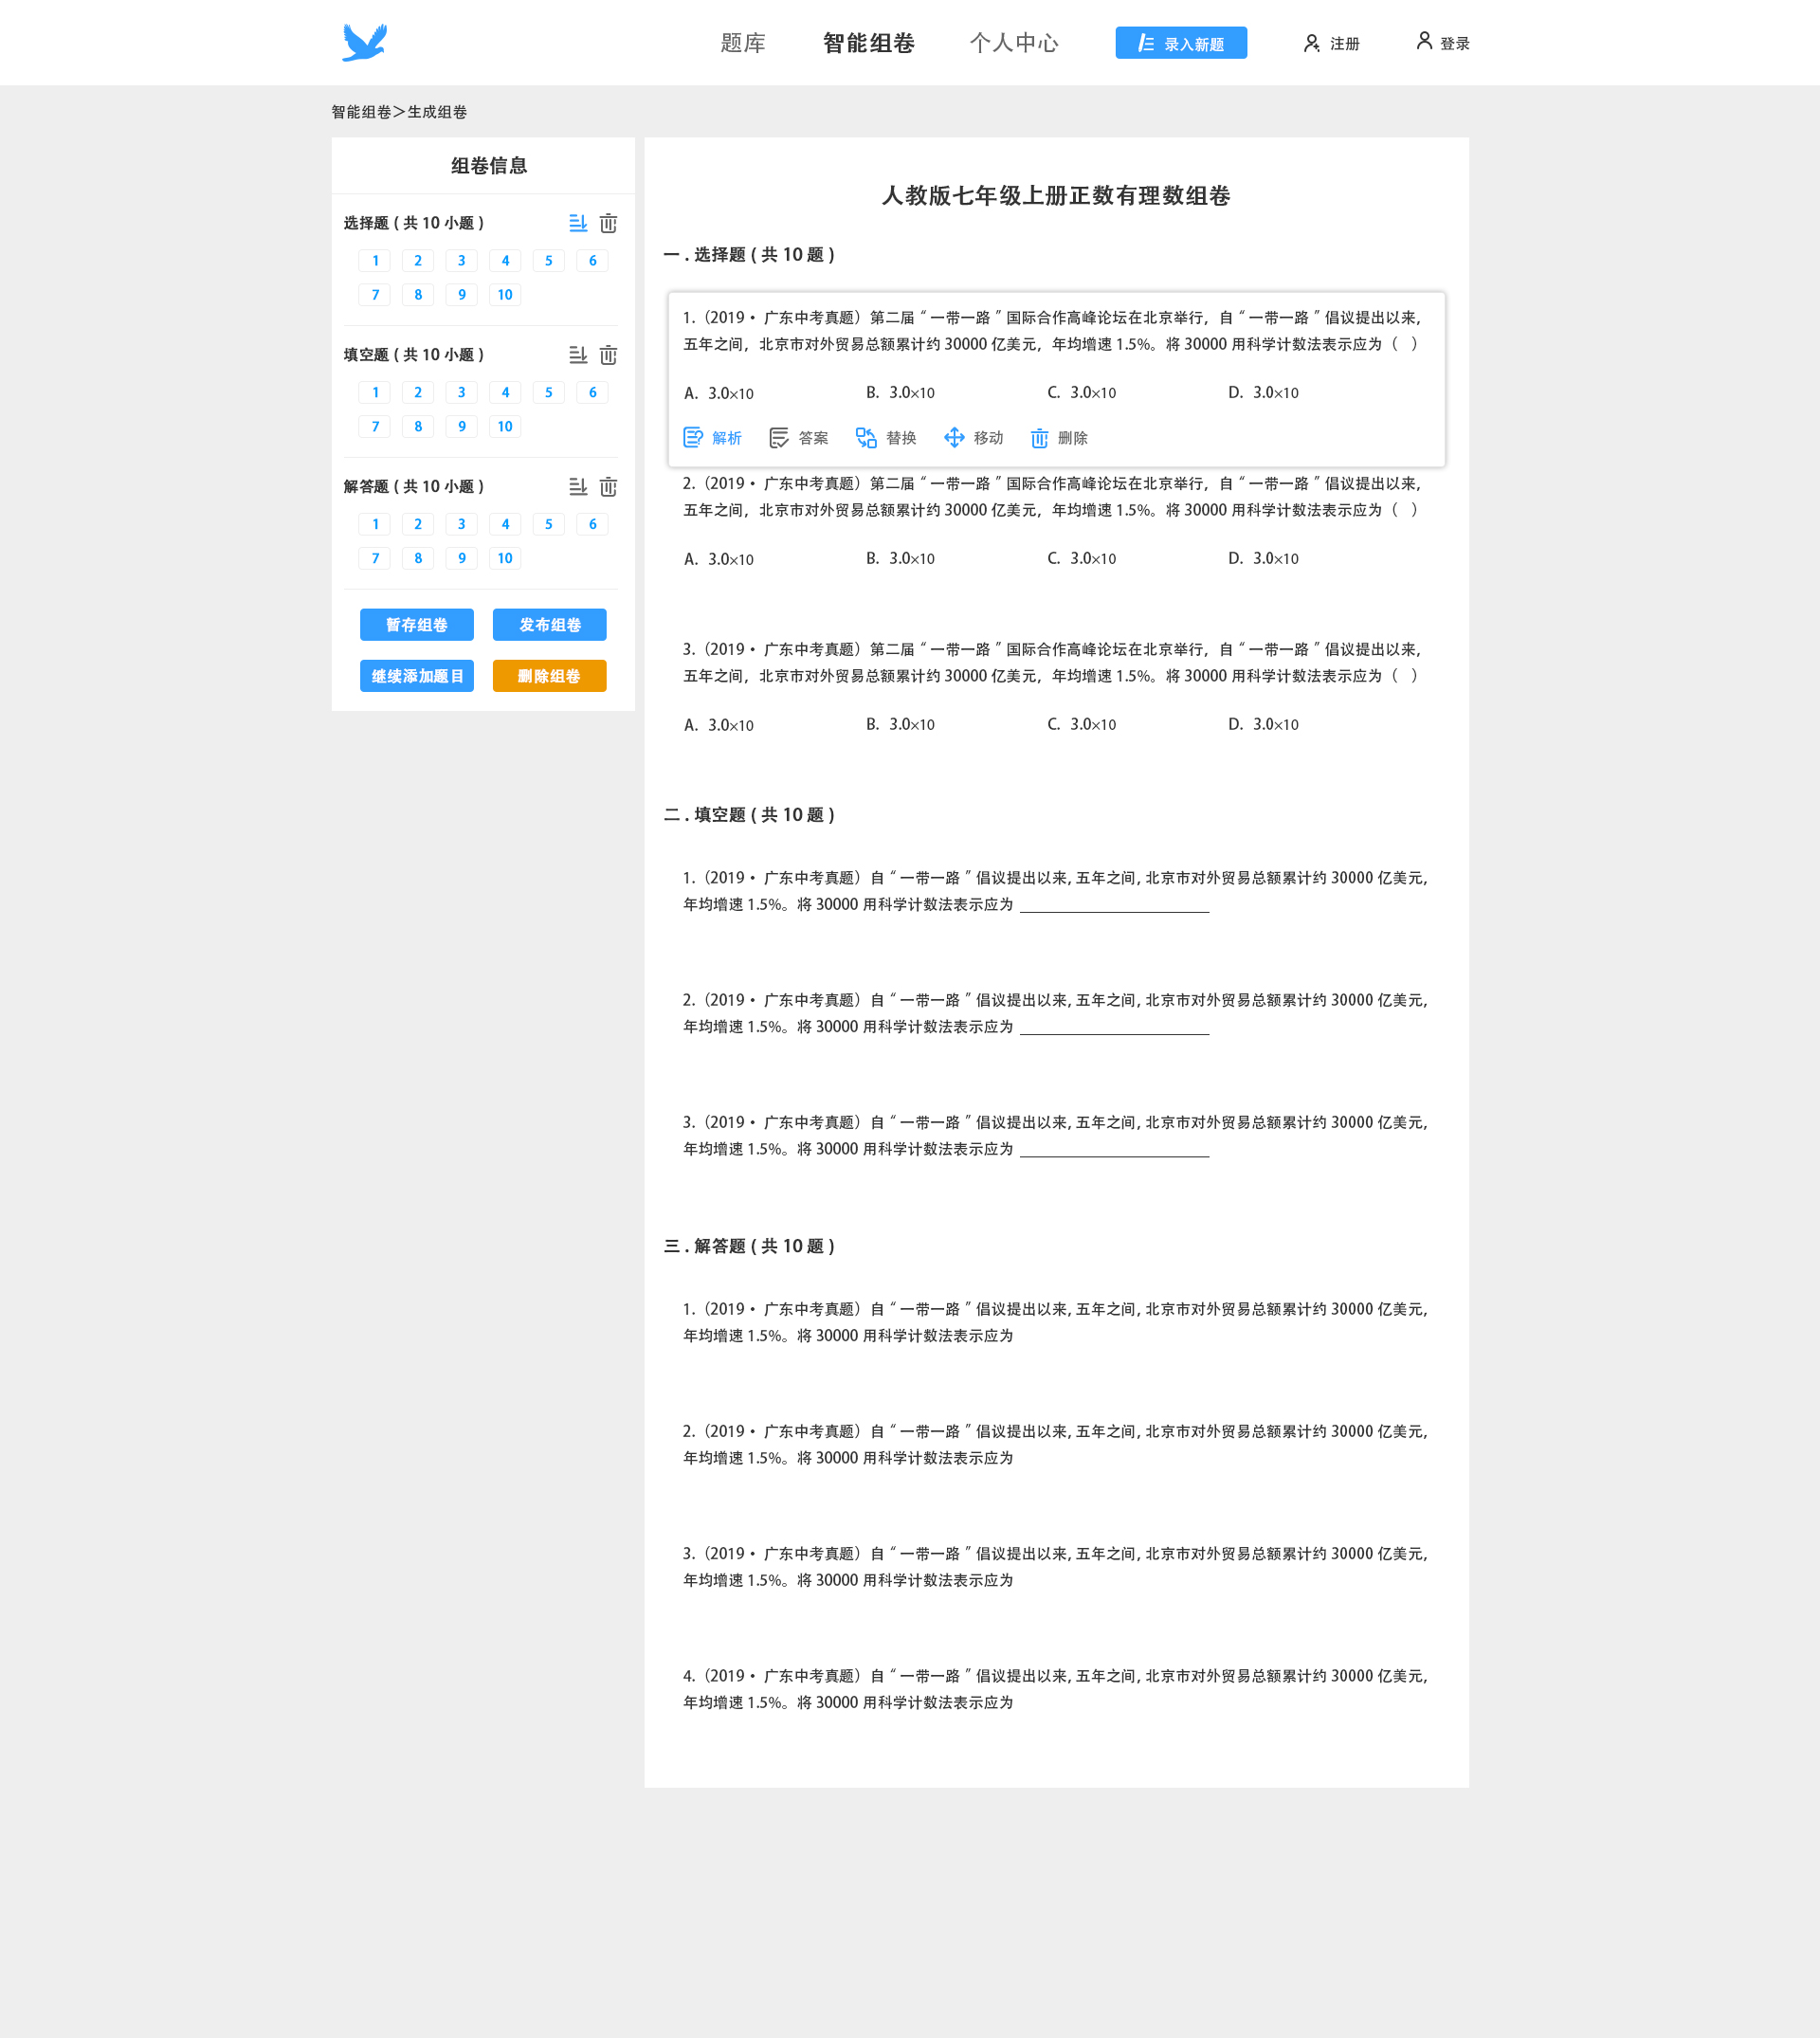 题库 智能组卷 个人中心 录入新题 注册 登录
智能组卷>生成组卷
组卷信息
选择题 ( 共 10 小题 )
1 2 3 4 5 6
7 8 9 10
填空题 ( 共 10 小题 )
1 2 3 4 5 6
7 8 9 10
解答题 ( 共 10 小题 )
1 2 3 4 5 6
7 8 9 10
暂存组卷 发布组卷
继续添加题目 删除组卷
人教版七年级上册正数有理数组卷
一 . 选择题 ( 共 10 题 )
1.（2019 • 广东中考真题）第二届 " 一带一路 " 国际合作高峰论坛在北京举行，自 " 一带一路 " 倡议提出以来，
五年之间，北京市对外贸易总额累计约 30000 亿美元，年均增速 1.5%。将 30000 用科学计数法表示应为（ ）
A. 3.0×10 B. 3.0×10 C. 3.0×10 D. 3.0×10
解析 答案 替换 移动 删除
2.（2019 • 广东中考真题）第二届 " 一带一路 " 国际合作高峰论坛在北京举行，自 " 一带一路 " 倡议提出以来，
五年之间，北京市对外贸易总额累计约 30000 亿美元，年均增速 1.5%。将 30000 用科学计数法表示应为（ ）
A. 3.0×10 B. 3.0×10 C. 3.0×10 D. 3.0×10
3.（2019 • 广东中考真题）第二届 " 一带一路 " 国际合作高峰论坛在北京举行，自 " 一带一路 " 倡议提出以来，
五年之间，北京市对外贸易总额累计约 30000 亿美元，年均增速 1.5%。将 30000 用科学计数法表示应为（ ）
A. 3.0×10 B. 3.0×10 C. 3.0×10 D. 3.0×10
二 . 填空题 ( 共 10 题 )
1.（2019 • 广东中考真题）自 " 一带一路 " 倡议提出以来, 五年之间, 北京市对外贸易总额累计约 30000 亿美元,
年均增速 1.5%。将 30000 用科学计数法表示应为 ____________
2.（2019 • 广东中考真题）自 " 一带一路 " 倡议提出以来, 五年之间, 北京市对外贸易总额累计约 30000 亿美元,
年均增速 1.5%。将 30000 用科学计数法表示应为 ____________
3.（2019 • 广东中考真题）自 " 一带一路 " 倡议提出以来, 五年之间, 北京市对外贸易总额累计约 30000 亿美元,
年均增速 1.5%。将 30000 用科学计数法表示应为 ____________
三 . 解答题 ( 共 10 题 )
1.（2019 • 广东中考真题）自 " 一带一路 " 倡议提出以来, 五年之间, 北京市对外贸易总额累计约 30000 亿美元,
年均增速 1.5%。将 30000 用科学计数法表示应为
2.（2019 • 广东中考真题）自 " 一带一路 " 倡议提出以来, 五年之间, 北京市对外贸易总额累计约 30000 亿美元,
年均增速 1.5%。将 30000 用科学计数法表示应为
3.（2019 • 广东中考真题）自 " 一带一路 " 倡议提出以来, 五年之间, 北京市对外贸易总额累计约 30000 亿美元,
年均增速 1.5%。将 30000 用科学计数法表示应为
4.（2019 • 广东中考真题）自 " 一带一路 " 倡议提出以来, 五年之间, 北京市对外贸易总额累计约 30000 亿美元,
年均增速 1.5%。将 30000 用科学计数法表示应为